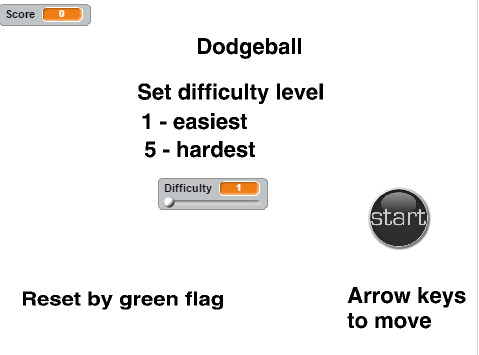 Score 0
Dodgeball
Set difficulty level
1 - easiest
5 - hardest
Difficulty 1
start
Reset by green flag
Arrow keys
to move